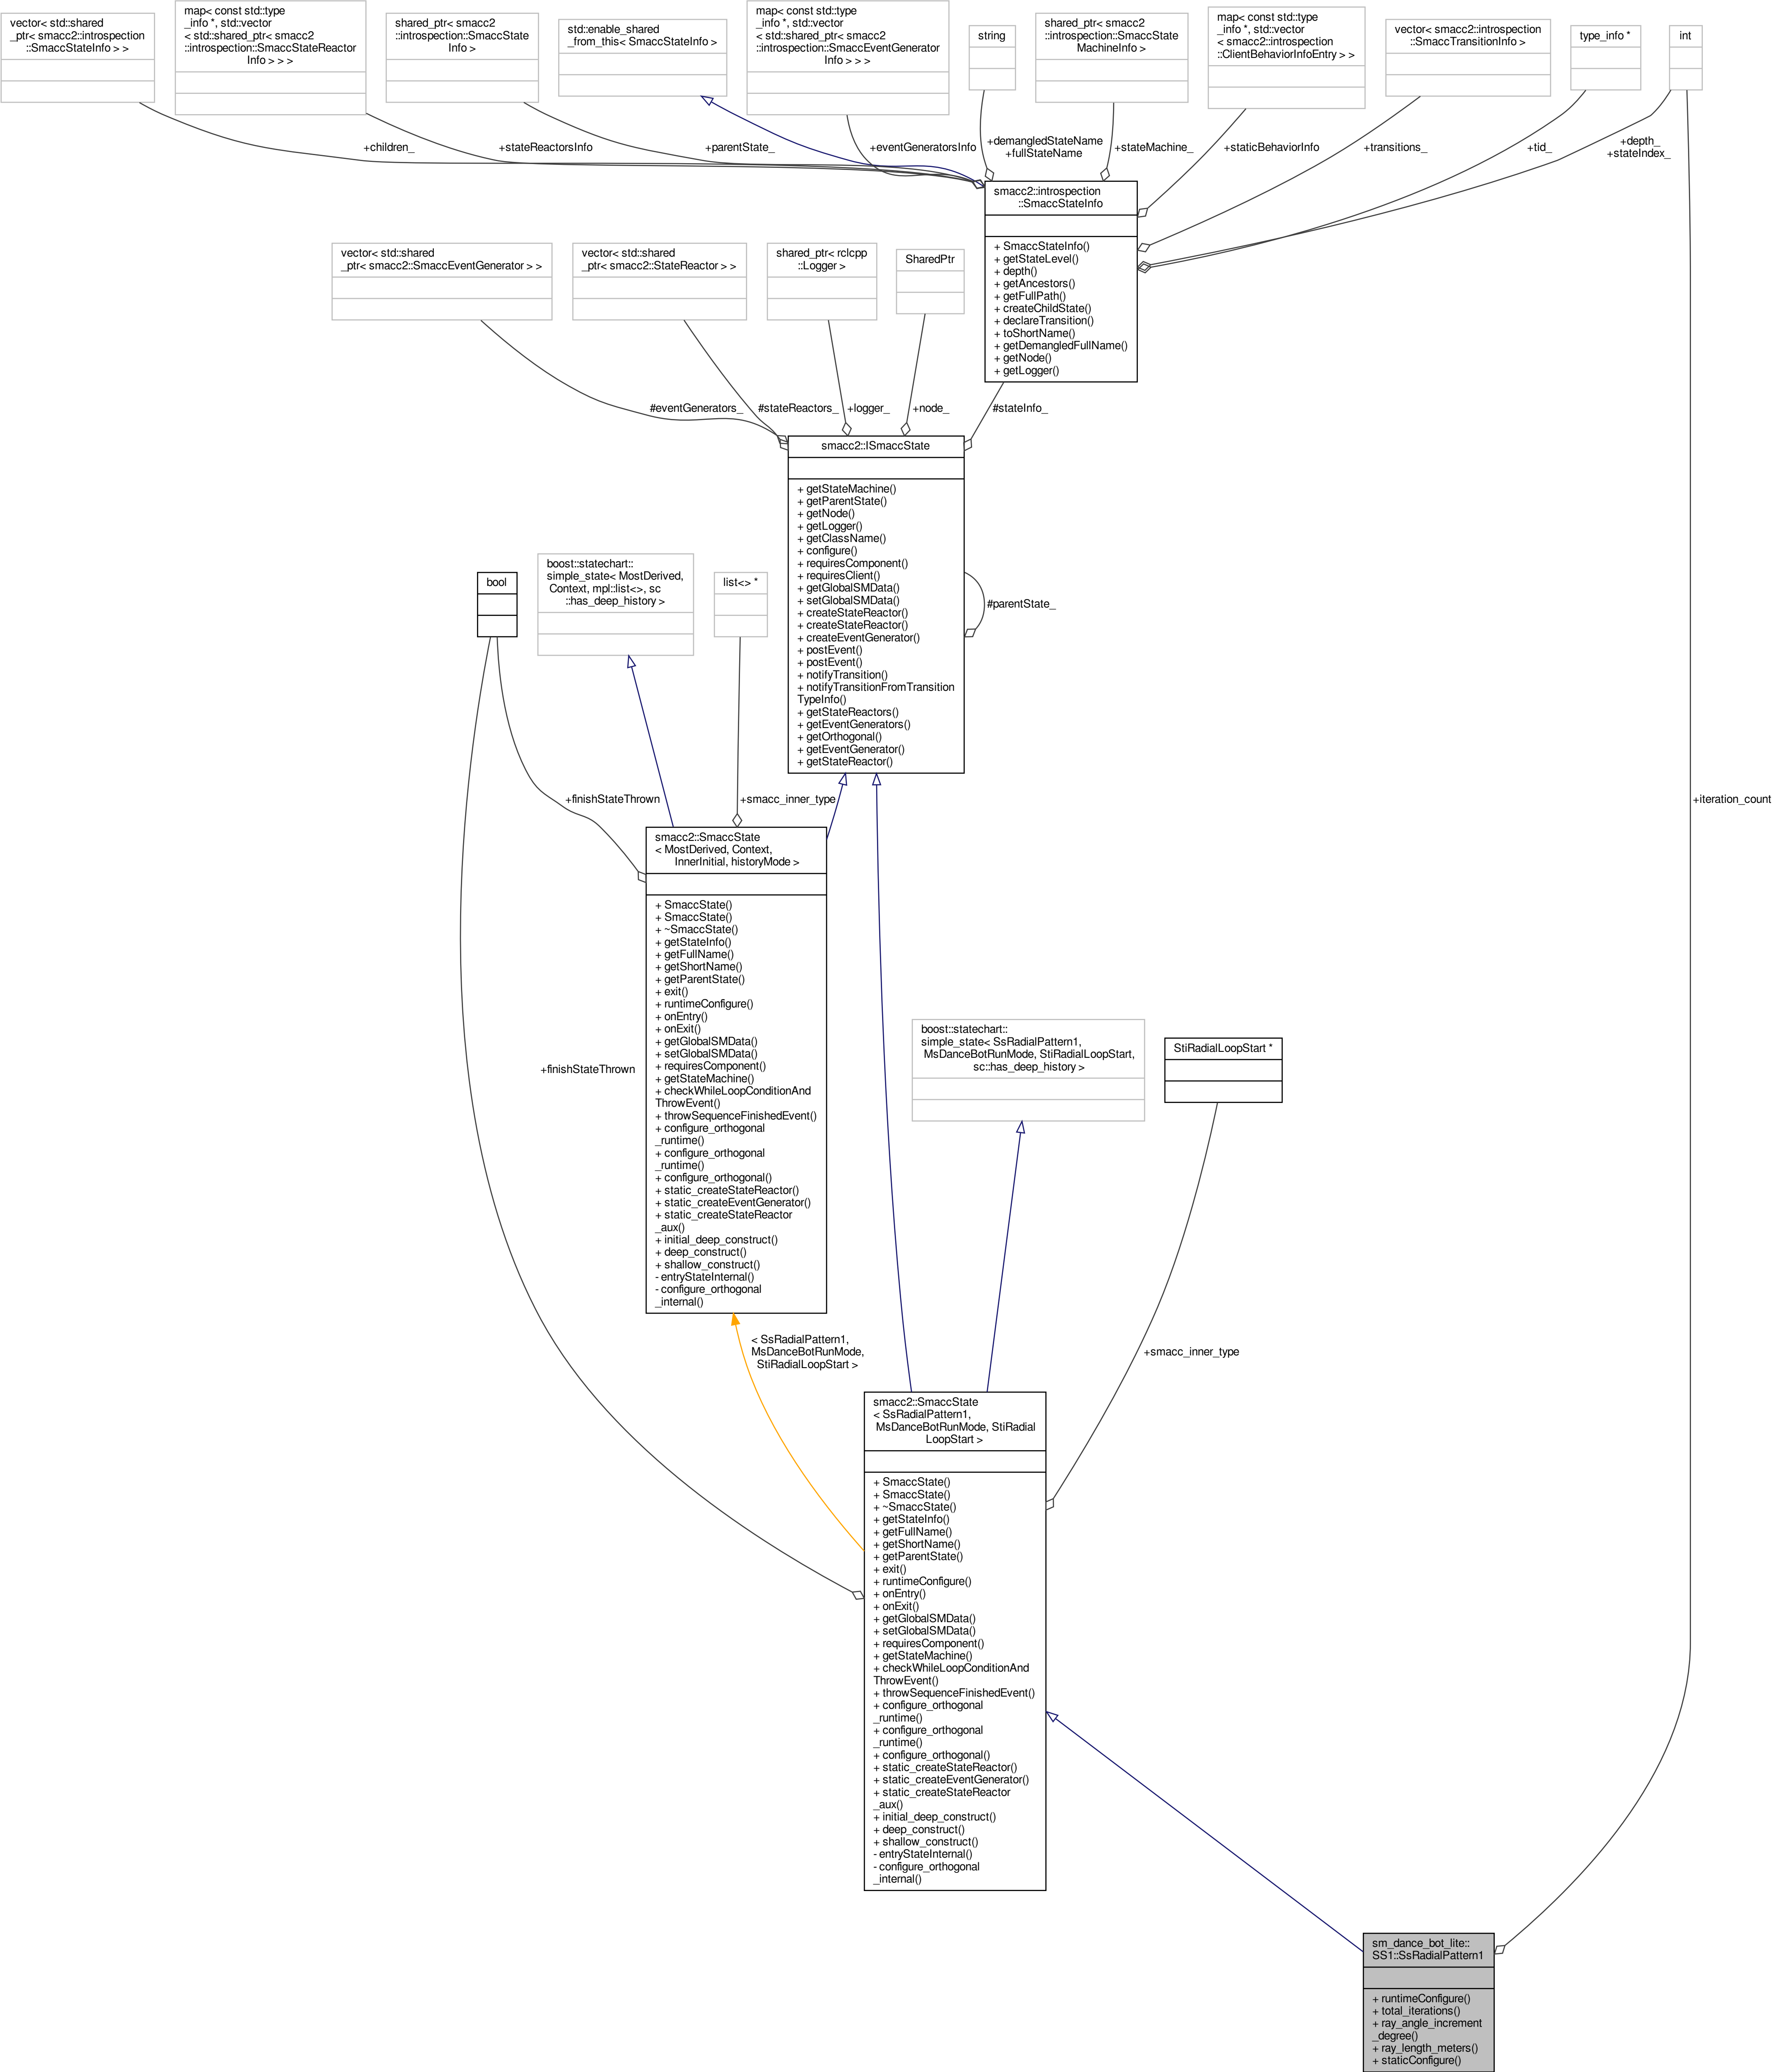 vector< std::shared
_ptr< smacc2::introspection
::SmaccStateInfo > >
map< const std::type
_info *, std::vector
< std::shared_ptr< smacc2
::introspection::SmaccStateReactor
Info > > >
shared_ptr< smacc2
::introspection::SmaccState
Info >
std::enable_shared
_from_this< SmaccStateInfo >
map< const std::type
_info *, std::vector
< std::shared_ptr< smacc2
::introspection::SmaccEventGenerator
Info > > >
string
shared_ptr< smacc2
::introspection::SmaccState
MachineInfo >
map< const std::type
_info *, std::vector
< smacc2::introspection
::ClientBehaviorInfoEntry > >
vector< smacc2::introspection
::SmaccTransitionInfo >
type_info *
int
+children_
+stateReactorsInfo
+parentState_
+eventGeneratorsInfo
+demangledStateName
+fullStateName
+stateMachine_
+staticBehaviorInfo
+transitions_
+tid_
+depth_
+stateIndex_
smacc2::introspection
::SmaccStateInfo
+ SmaccStateInfo()
+ getStateLevel()
+ depth()
+ getAncestors()
+ getFullPath()
+ createChildState()
+ declareTransition()
+ toShortName()
+ getDemangledFullName()
+ getNode()
+ getLogger()
vector< std::shared
_ptr< smacc2::SmaccEventGenerator > >
vector< std::shared
_ptr< smacc2::StateReactor > >
shared_ptr< rclcpp
::Logger >
SharedPtr
#eventGenerators_
#stateReactors_
+logger_
+node_
#stateInfo_
smacc2::ISmaccState
+ getStateMachine()
+ getParentState()
+ getNode()
+ getLogger()
+ getClassName()
+ configure()
+ requiresComponent()
+ requiresClient()
+ getGlobalSMData()
+ setGlobalSMData()
+ createStateReactor()
+ createStateReactor()
+ createEventGenerator()
+ postEvent()
+ postEvent()
+ notifyTransition()
+ notifyTransitionFromTransition
TypeInfo()
+ getStateReactors()
+ getEventGenerators()
+ getOrthogonal()
+ getEventGenerator()
+ getStateReactor()
#parentState_
bool
boost::statechart::
simple_state< MostDerived,
Context, mpl::list<>, sc
::has_deep_history >
list<> *
+finishStateThrown
+smacc_inner_type
+iteration_count
smacc2::SmaccState
< MostDerived, Context,
InnerInitial, historyMode >
+ SmaccState()
+ SmaccState()
+ ~SmaccState()
+ getStateInfo()
+ getFullName()
+ getShortName()
+ getParentState()
+ exit()
+ runtimeConfigure()
+ onEntry()
+ onExit()
+ getGlobalSMData()
+ setGlobalSMData()
+ requiresComponent()
+ getStateMachine()
+ checkWhileLoopConditionAnd
ThrowEvent()
+ throwSequenceFinishedEvent()
+ configure_orthogonal
_runtime()
+ configure_orthogonal
_runtime()
+ configure_orthogonal()
+ static_createStateReactor()
+ static_createEventGenerator()
+ static_createStateReactor
_aux()
+ initial_deep_construct()
+ deep_construct()
+ shallow_construct()
- entryStateInternal()
- configure_orthogonal
_internal()
+finishStateThrown
boost::statechart::
simple_state< SsRadialPattern1,
MsDanceBotRunMode, StiRadialLoopStart,
sc::has_deep_history >
StiRadialLoopStart *
< SsRadialPattern1,
MsDanceBotRunMode,
StiRadialLoopStart >
+smacc_inner_type
smacc2::SmaccState
< SsRadialPattern1,
MsDanceBotRunMode, StiRadial
LoopStart >
+ SmaccState()
+ SmaccState()
+ ~SmaccState()
+ getStateInfo()
+ getFullName()
+ getShortName()
+ getParentState()
+ exit()
+ runtimeConfigure()
+ onEntry()
+ onExit()
+ getGlobalSMData()
+ setGlobalSMData()
+ requiresComponent()
+ getStateMachine()
+ checkWhileLoopConditionAnd
ThrowEvent()
+ throwSequenceFinishedEvent()
+ configure_orthogonal
_runtime()
+ configure_orthogonal
_runtime()
+ configure_orthogonal()
+ static_createStateReactor()
+ static_createEventGenerator()
+ static_createStateReactor
_aux()
+ initial_deep_construct()
+ deep_construct()
+ shallow_construct()
- entryStateInternal()
- configure_orthogonal
_internal()
sm_dance_bot_lite::
SS1::SsRadialPattern1
+ runtimeConfigure()
+ total_iterations()
+ ray_angle_increment
_degree()
+ ray_length_meters()
+ staticConfigure()